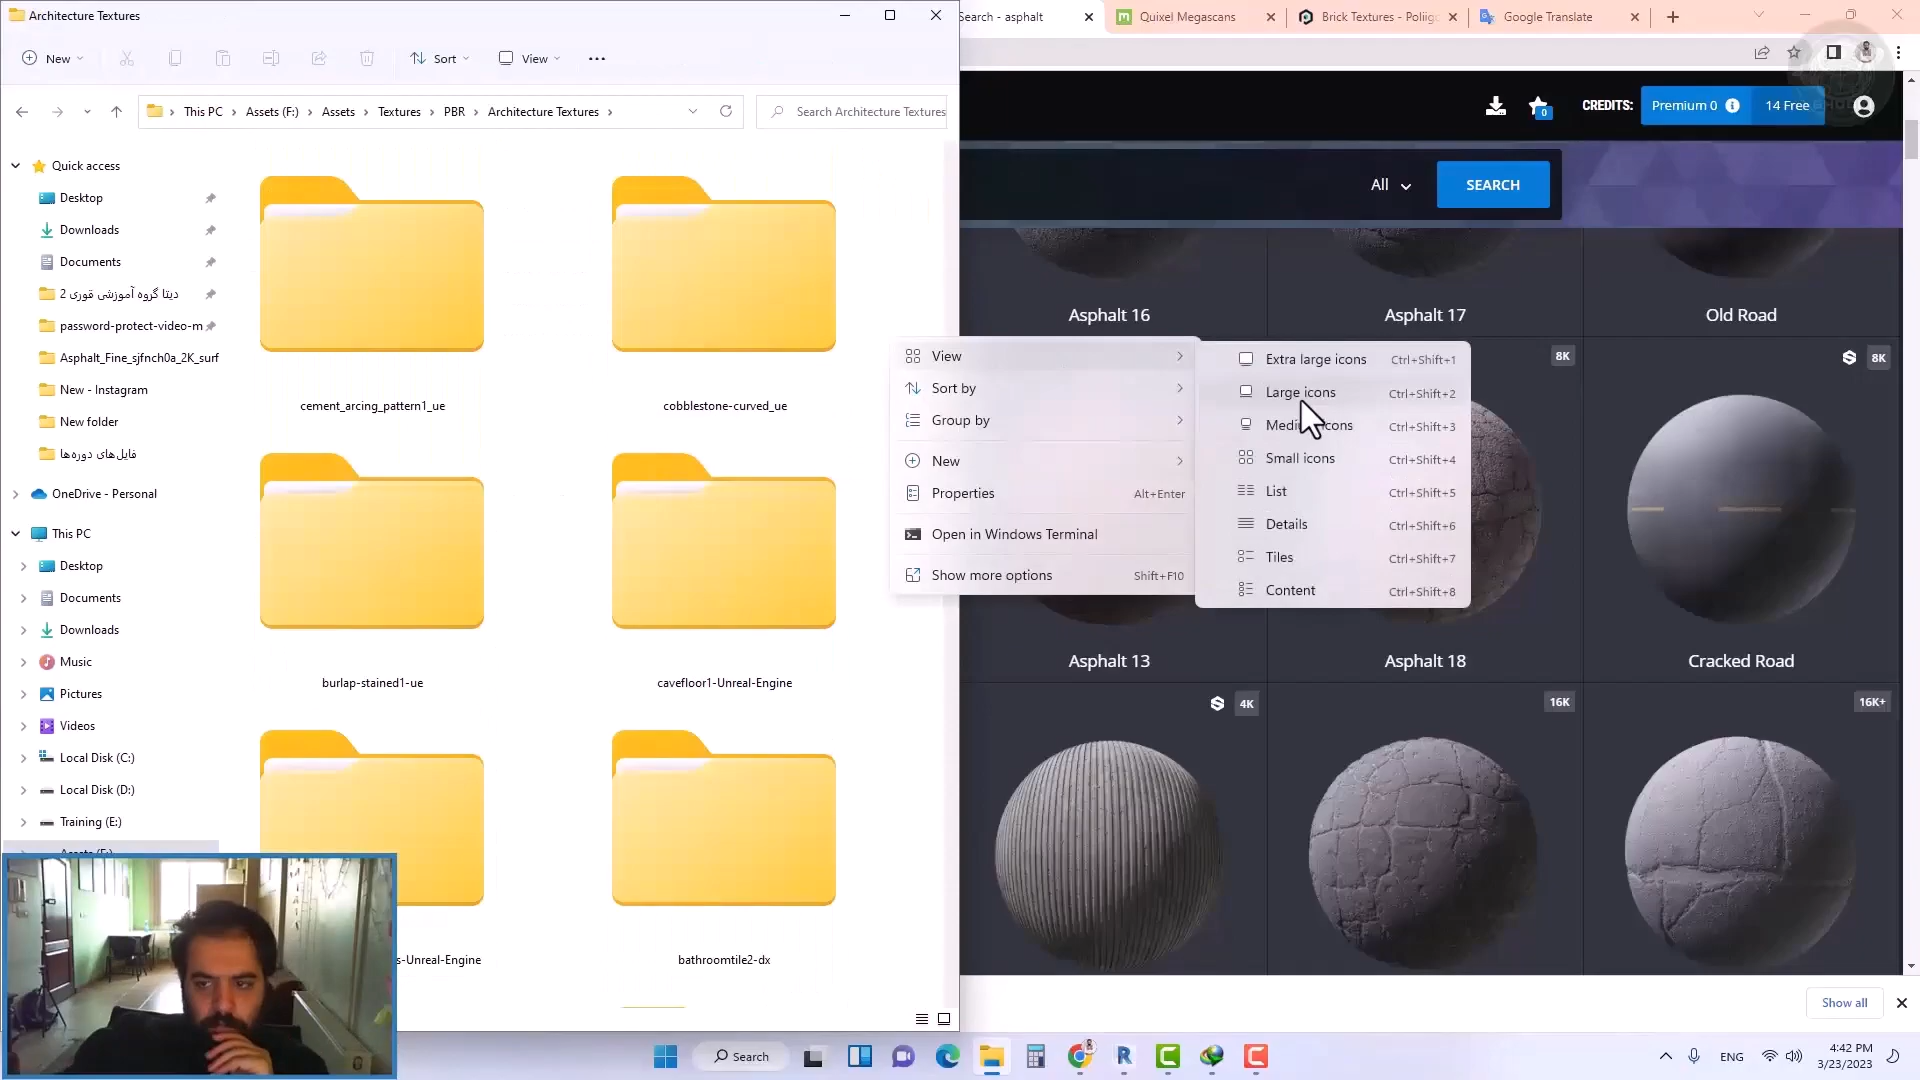 Architecture Textures
Search - asphalt
Quixel Megascans
Brick Textures - Poliig
Google Translate
New
Sort
View
This PC
Assets (F:)
Assets
Textures
PBR
Architecture Textures
Search Architecture Textures
CREDITS:
Premium 0
14 Free
0
All
SEARCH
Quick access
Desktop
Downloads
Documents
دیتا گروه آموزشی قوری 2
password-protect-video-m
Asphalt_Fine_sjfnch0a_2K_surf
New - Instagram
New folder
فایل‌های دوره‌ها
OneDrive - Personal
This PC
Desktop
Documents
Downloads
Music
Pictures
Videos
Local Disk (C:)
Local Disk (D:)
Training (E:)
cement_arcing_pattern1_ue
cobblestone-curved_ue
burlap-stained1-ue
cavefloor1-Unreal-Engine
s-Unreal-Engine
bathroomtile2-dx
View
Sort by
Group by
New
Properties Alt+Enter
Open in Windows Terminal
Show more options Shift+F10
Extra large icons Ctrl+Shift+1
Large icons Ctrl+Shift+2
Ctrl+Shift+3
Small icons Ctrl+Shift+4
List Ctrl+Shift+5
Details Ctrl+Shift+6
Tiles Ctrl+Shift+7
Content Ctrl+Shift+8
Asphalt 16
Asphalt 17
Old Road
8K
8K
Asphalt 13
Asphalt 18
Cracked Road
4K
16K
16K+
Show all
Search
ENG
4:42 PM
3/23/2023